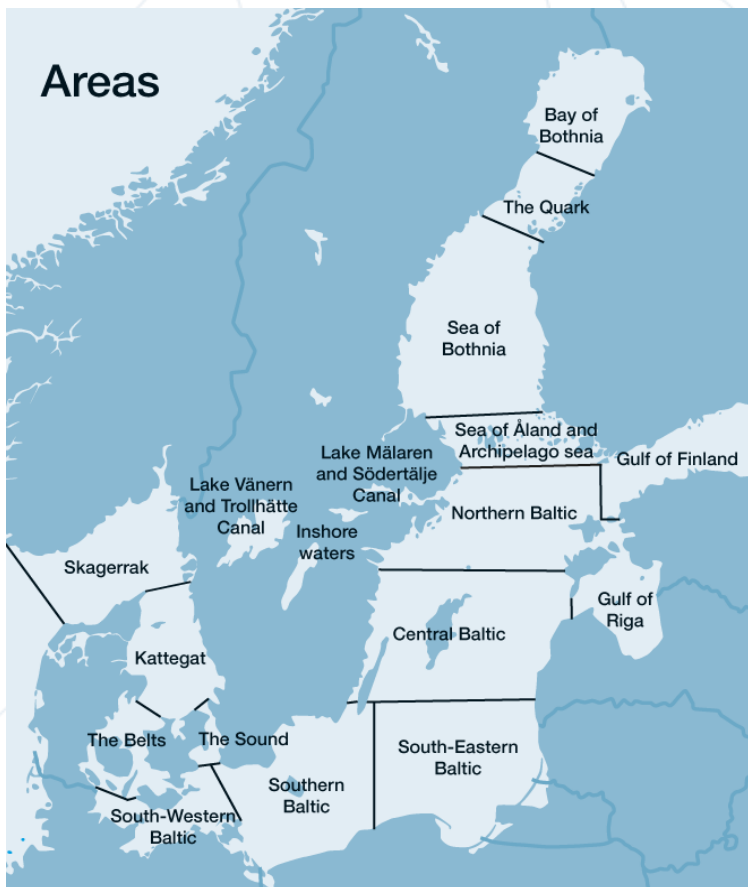 Areas
Bay of
Bothnia
The Quark
Sea of
Bothnia
Sea of Åland and
Archipelago sea
Gulf of Finland
Lake Mälaren
and Södertälje
Canal
Lake Vänern
and Trollhätte
Canal
Inshore
waters
Northern Baltic
Skagerrak
Gulf of
Riga
Central Baltic
Kattegat
The Belts
The Sound
South-Eastern
Baltic
Southern
Baltic
South-Western
Baltic